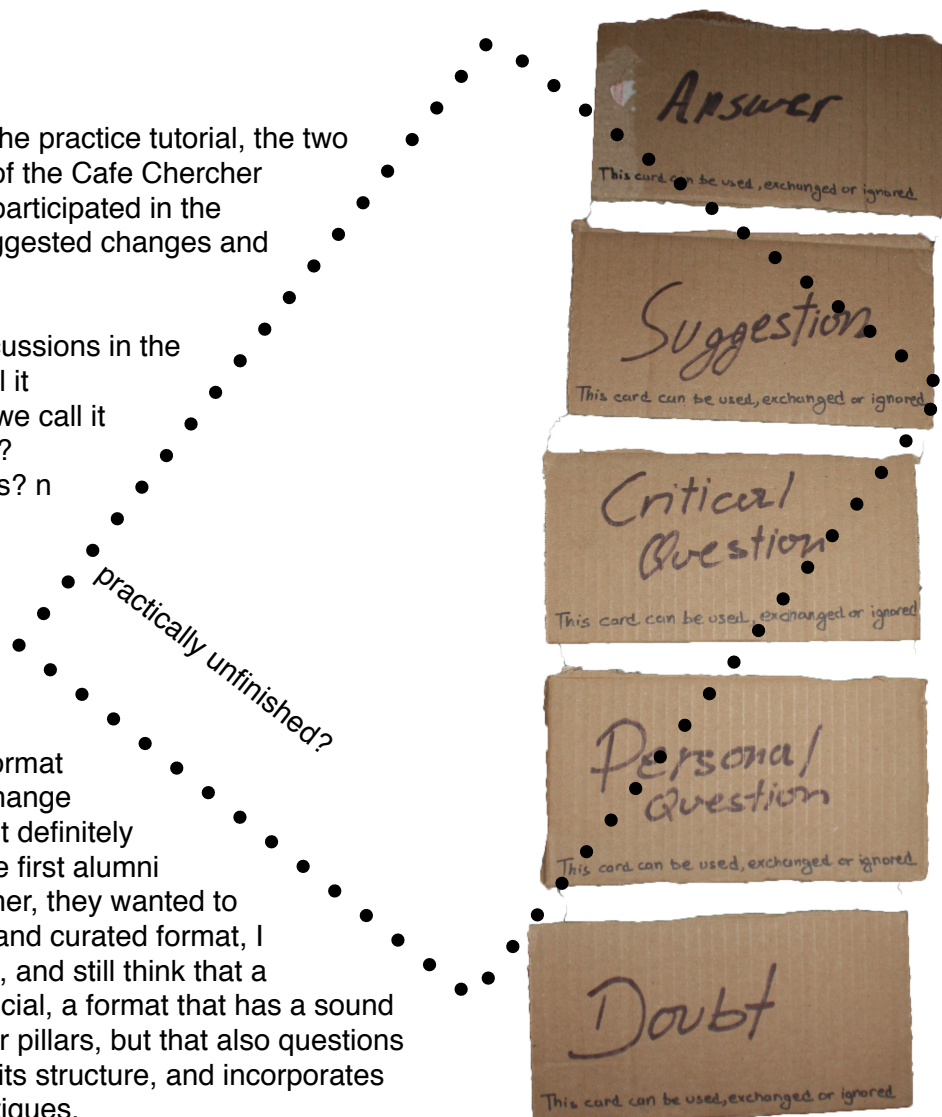 he practice tutorial, the two
of the Cafe Chercher
participated in the
ggested changes and
cussions in the
l it
we call it
?
s? n
practically unfinished?
ormat
hange
t definitely
e first alumni
her, they wanted to
and curated format, I
, and still think that a
cial, a format that has a sound
r pillars, but that also questions
its structure, and incorporates
tiques.
Answer
This card can be used, exchanged or ignored
Suggestion
This card can be used, exchanged or ignored
Critical
Question
This card can be used, exchanged or ignored
Personal
Question
This card can be used, exchanged or ignored
Doubt
This card can be used, exchanged or ignored